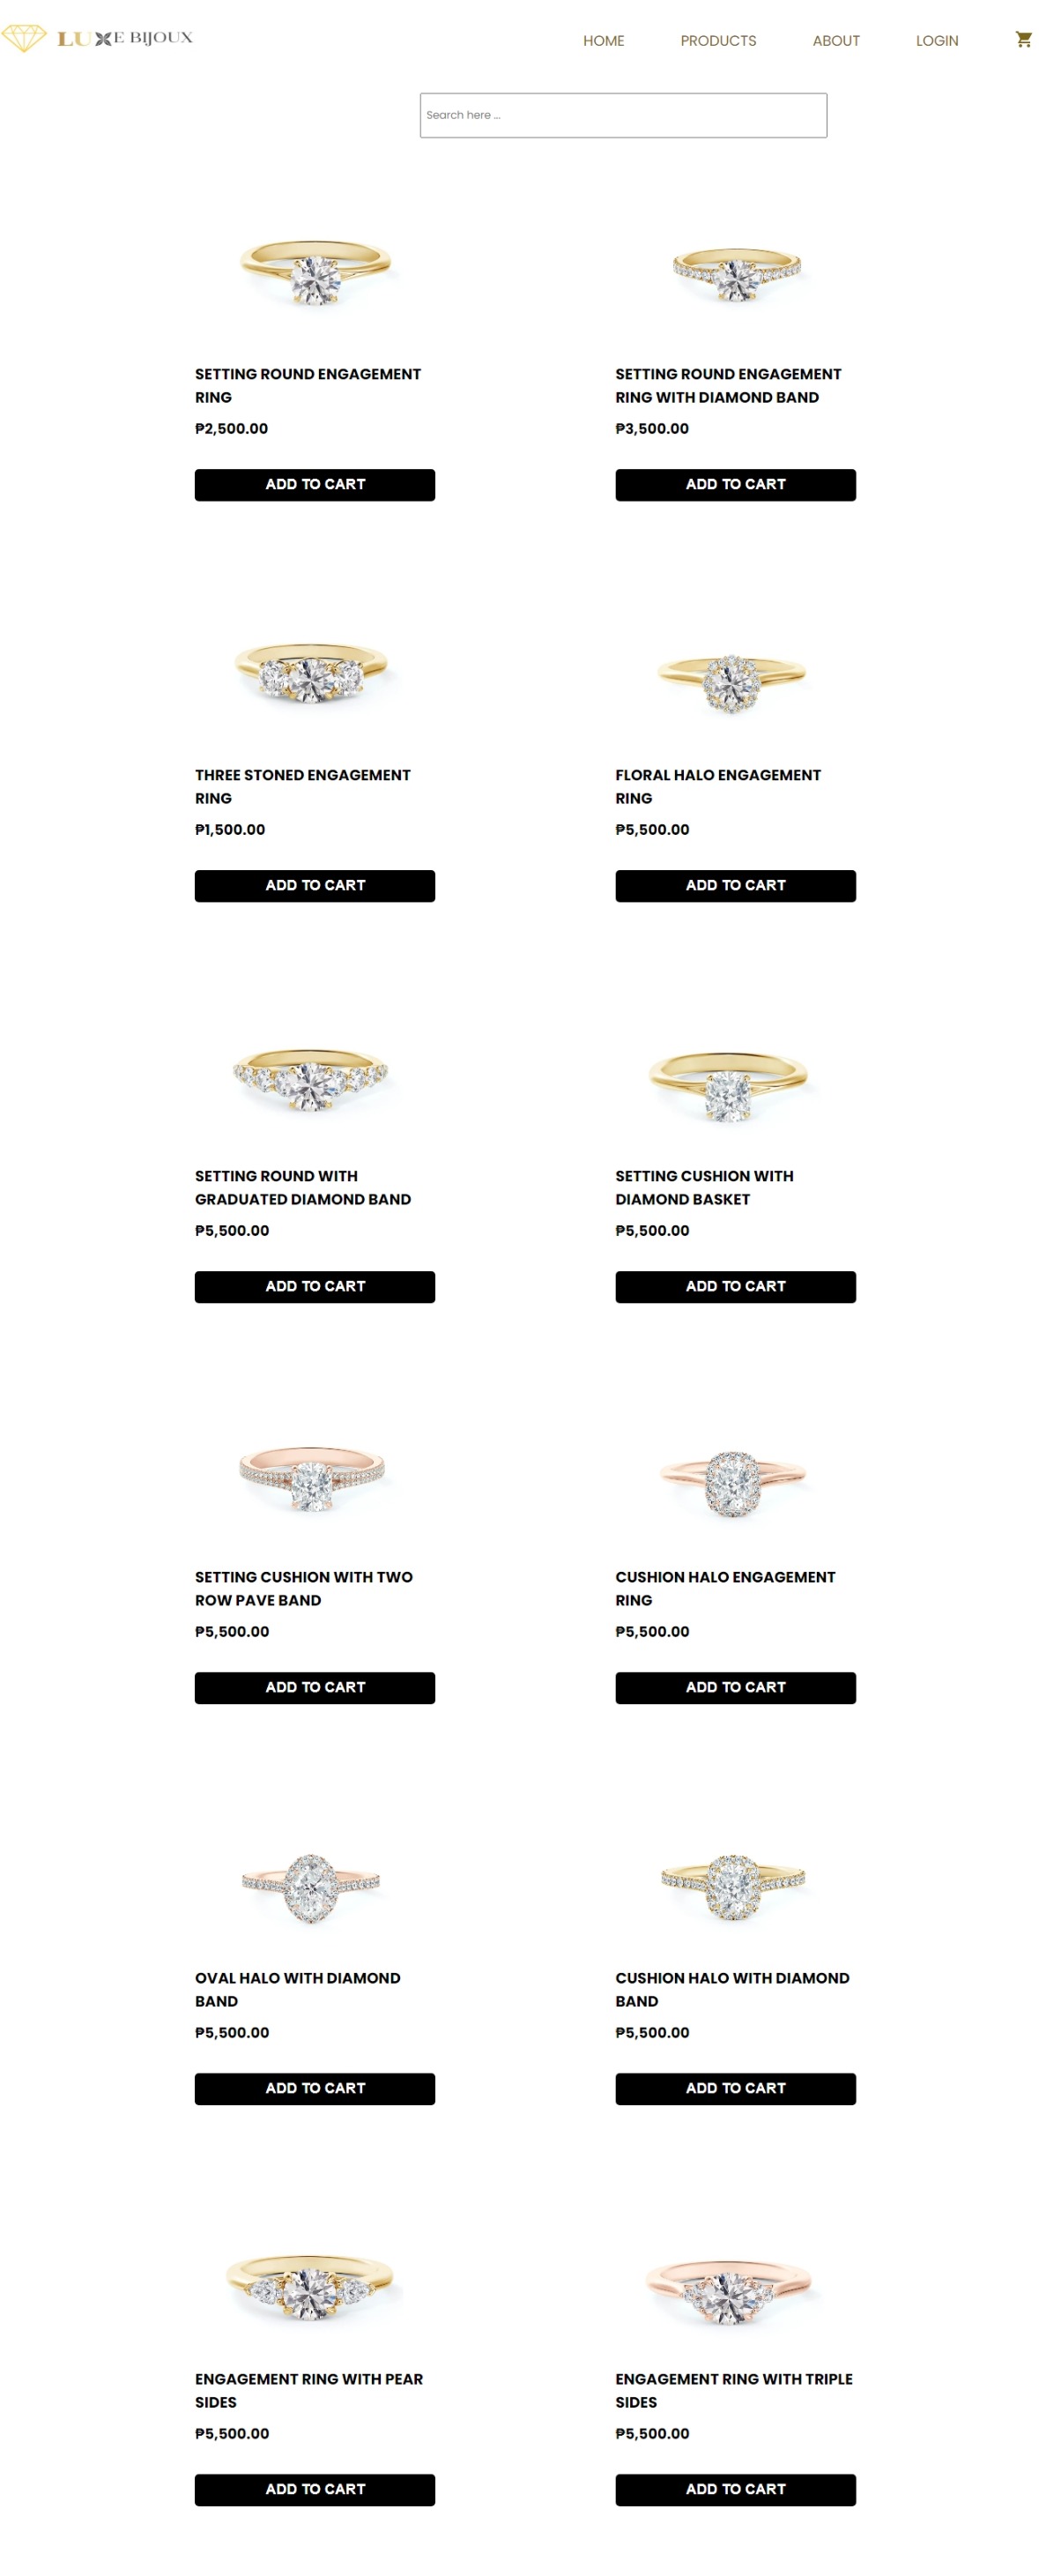 LUXE BIJOUX
HOME PRODUCTS ABOUT LOGIN
Search here ...
SETTING ROUND ENGAGEMENT
RING
₱2,500.00
ADD TO CART
SETTING ROUND ENGAGEMENT
RING WITH DIAMOND BAND
₱3,500.00
ADD TO CART
THREE STONED ENGAGEMENT
RING
₱1,500.00
ADD TO CART
FLORAL HALO ENGAGEMENT
RING
₱5,500.00
ADD TO CART
SETTING ROUND WITH
GRADUATED DIAMOND BAND
₱5,500.00
ADD TO CART
SETTING CUSHION WITH
DIAMOND BASKET
₱5,500.00
ADD TO CART
SETTING CUSHION WITH TWO
ROW PAVE BAND
₱5,500.00
ADD TO CART
CUSHION HALO ENGAGEMENT
RING
₱5,500.00
ADD TO CART
OVAL HALO WITH DIAMOND
BAND
₱5,500.00
ADD TO CART
CUSHION HALO WITH DIAMOND
BAND
₱5,500.00
ADD TO CART
ENGAGEMENT RING WITH PEAR
SIDES
₱5,500.00
ADD TO CART
ENGAGEMENT RING WITH TRIPLE
SIDES
₱5,500.00
ADD TO CART